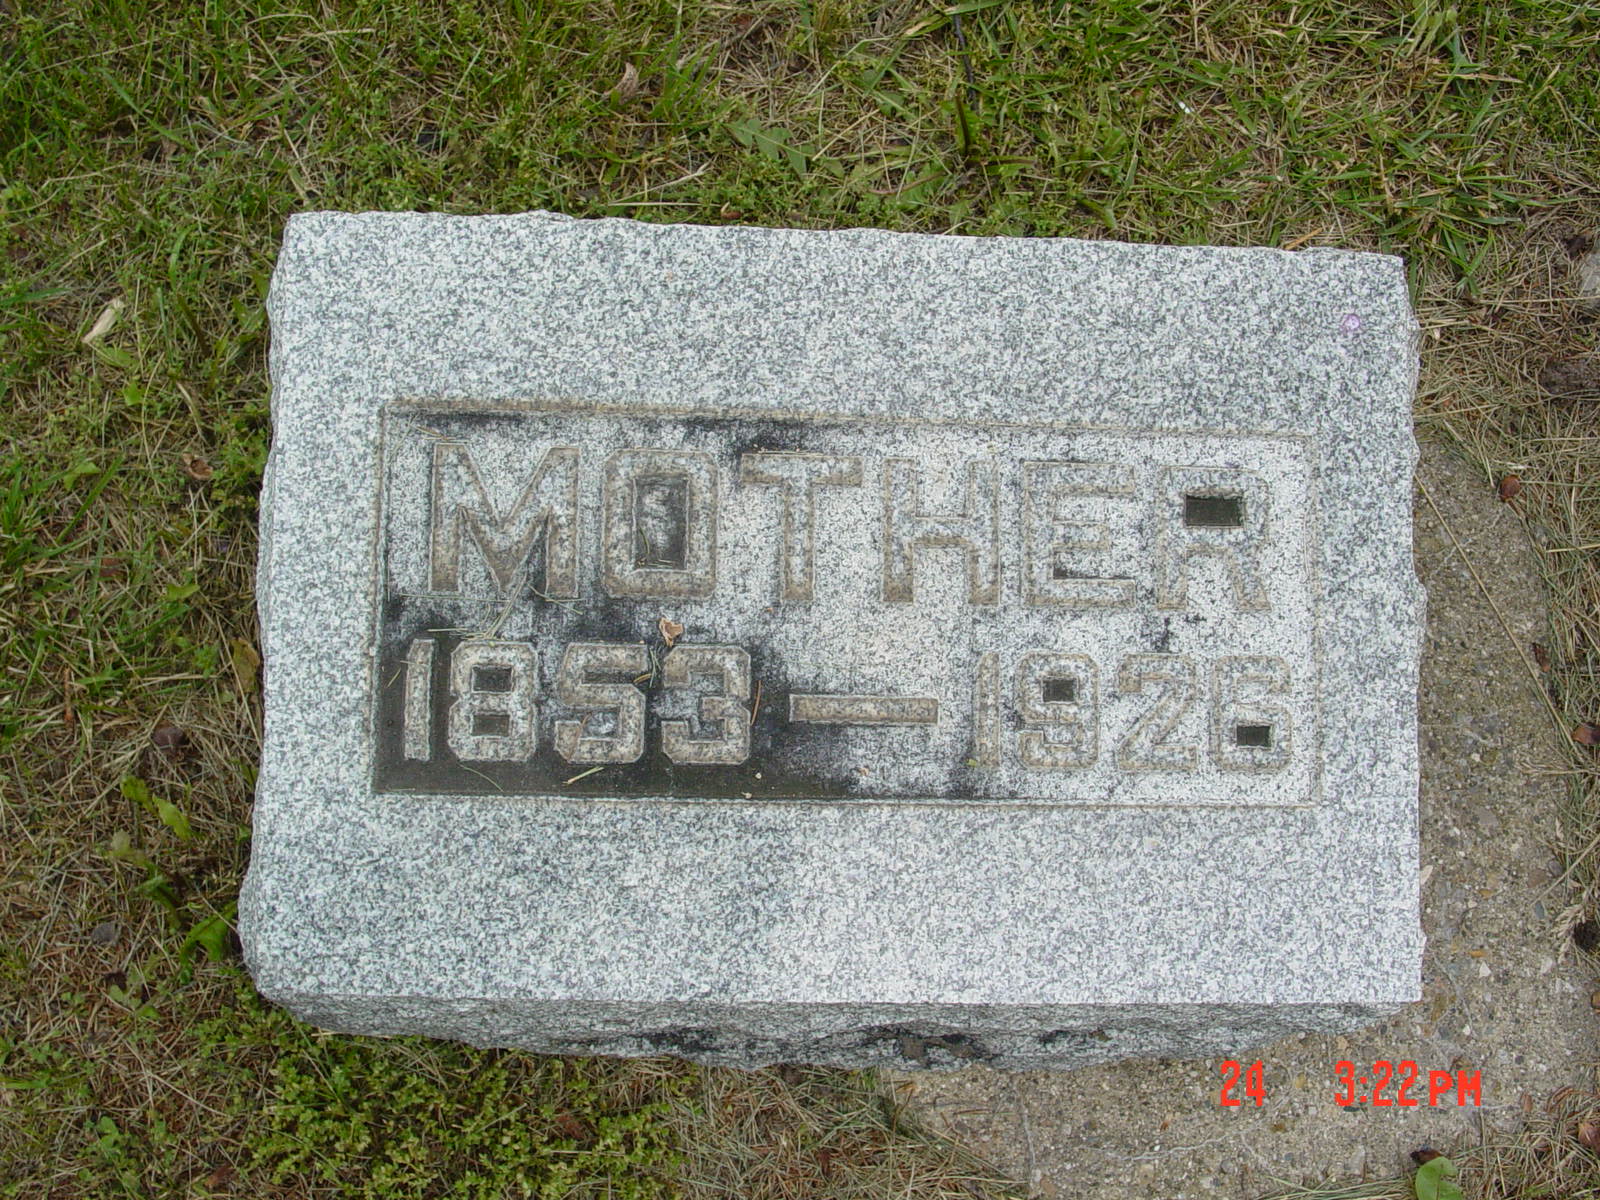 MOTHER
1853 — 1926
24 3:22 PM